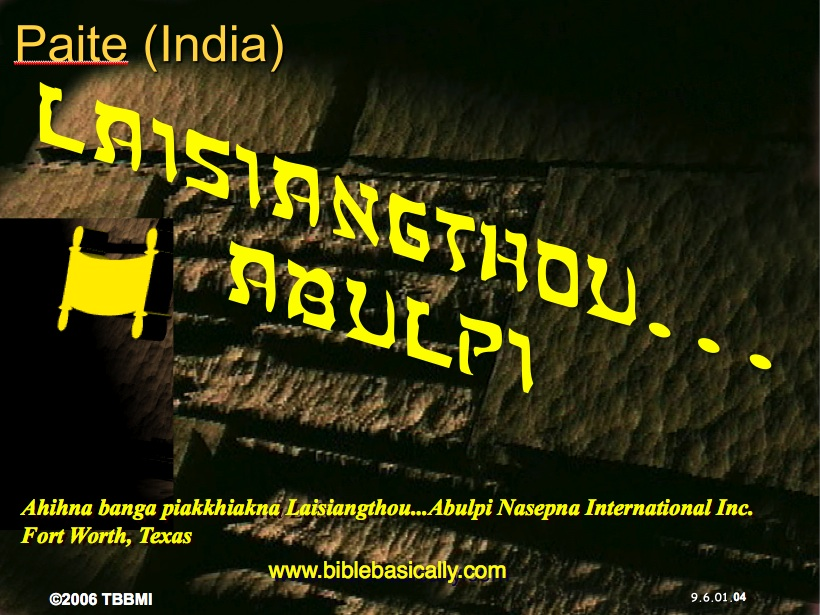 Paite (India)
LAISIANGTHOU...
ABULPI
Ahihna banga piakkhiakna Laisiangthou...Abulpi Nasepna International Inc.
Fort Worth, Texas
www.biblebasically.com
©2006 TBBMI
9.6.01.04